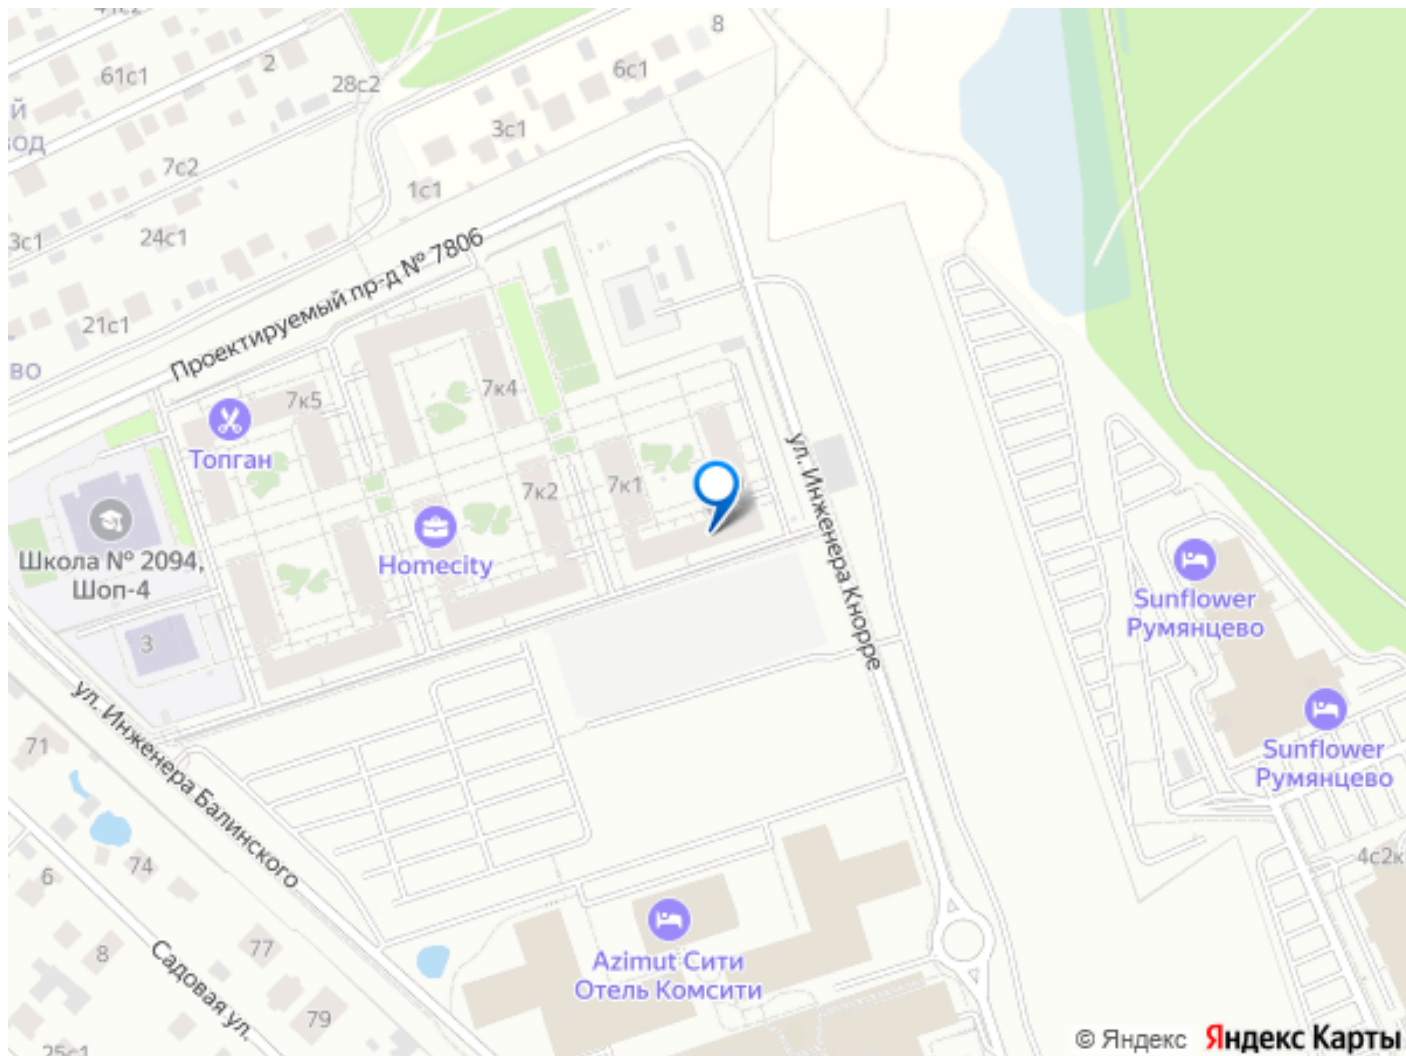 8
2
61с1
28с2
6с1
Й
ВОД
3с1
7с2
1с1
3с1
24с1
Проектируемый пр-д № 7806
21с1
ВО
7к4
7к5
Топган
ул. Инженера Кнорре
7к2
7к1
Школа № 2094,
Шоп-4
Homecity
Sunflower
Румянцево
3
ул. Инженера Балинского
71
Sunflower
Румянцево
74
6
4с2к
Садовая ул.
77
8
Azimut Сити
Отель Комсити
79
25с1
© Яндекс Яндекс Карты